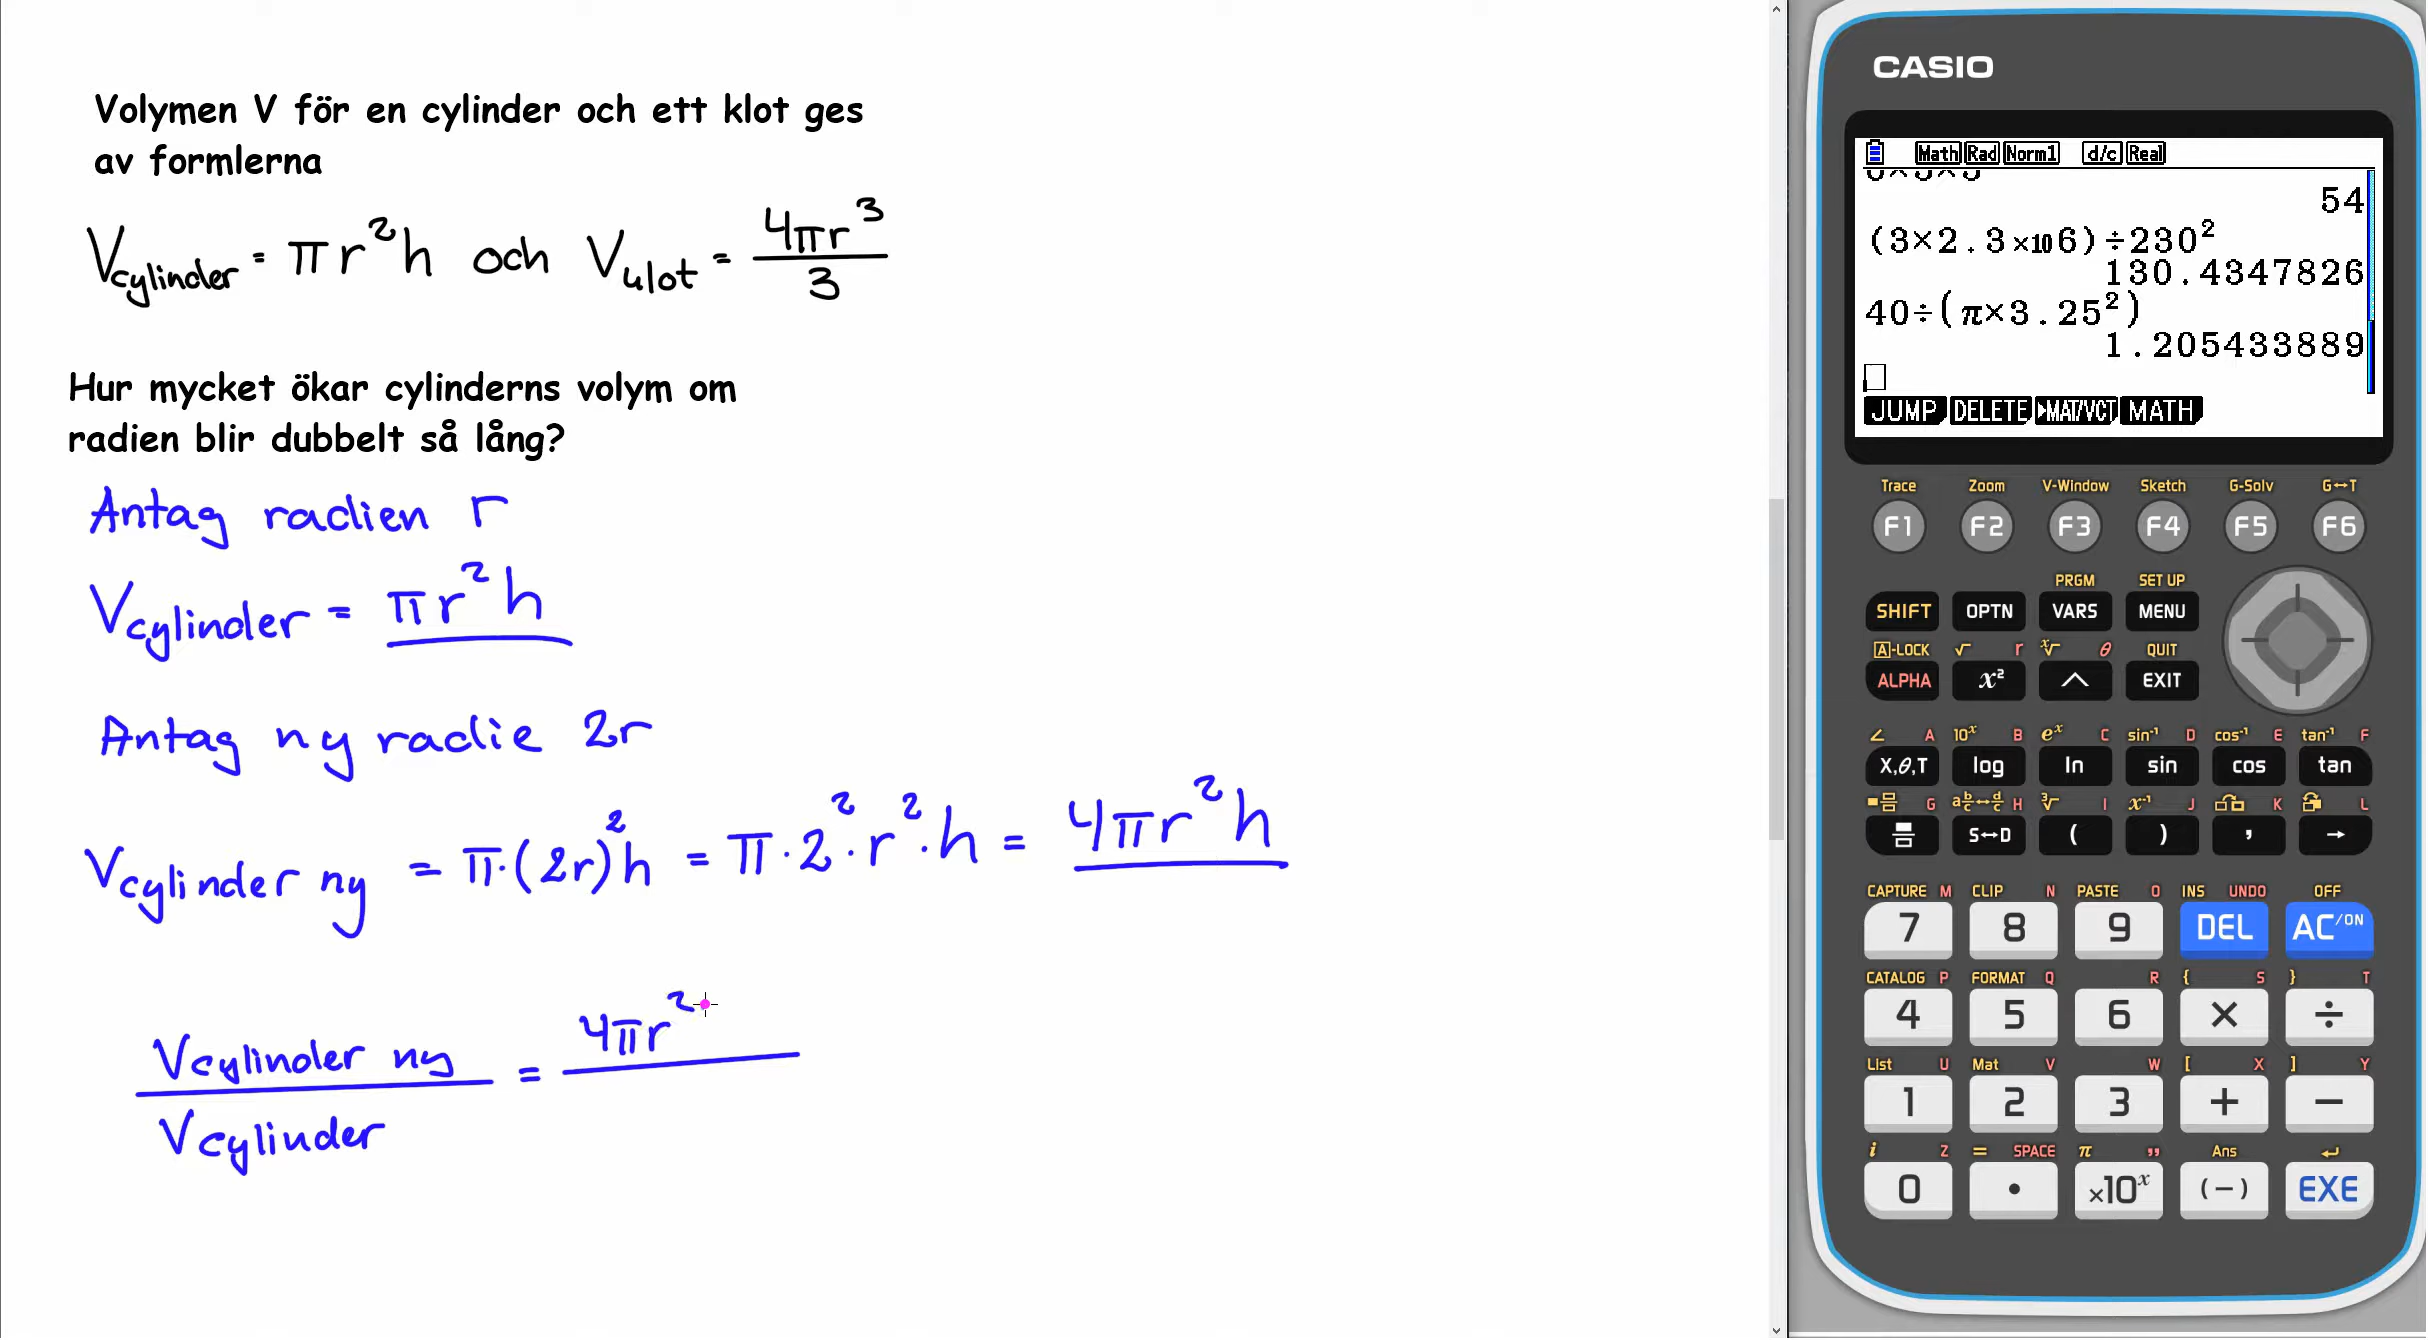 Volymen V för en cylinder och ett klot ges
av formlerna
Vcylinder = πr²h och Vulot = 4πr³/3
Hur mycket ökar cylinderns volym om
radien blir dubbelt så lång?
Antag radien r
Vcylinder = πr²h
Antag ny radie 2r
Vcylinder ny = π·(2r)²h = π·2²·r²·h = 4πr²h
Vcylinder ny / Vcylinder = 4πr²
CASIO
Math Rad Norm1 d/c Real
54
(3×2.3×10 6)÷230²
130.4347826
40÷(π×3.25²)
1.205433889
JUMP DELETE ▶MAT/VCT MATH
Trace Zoom V-Window Sketch G-Solv G↔T
F1 F2 F3 F4 F5 F6
PRGM SET UP
SHIFT OPTN VARS MENU
A-LOCK √ r ˣ√ θ QUIT
ALPHA x² ^ EXIT
∠ A 10ˣ B eˣ C sin⁻¹ D cos⁻¹ E tan⁻¹ F
X,θ,T log ln sin cos tan
G a b/c↔d/c H ³√ I x⁻¹ J K L
S↔D ( ) , →
CAPTURE M CLIP N PASTE O INS UNDO OFF
7 8 9 DEL AC/ON
CATALOG P FORMAT Q R { S } T
4 5 6 × ÷
List U Mat V W [ X ] Y
1 2 3 + −
i Z = SPACE π " Ans ↵
0 • ×10ˣ (−) EXE